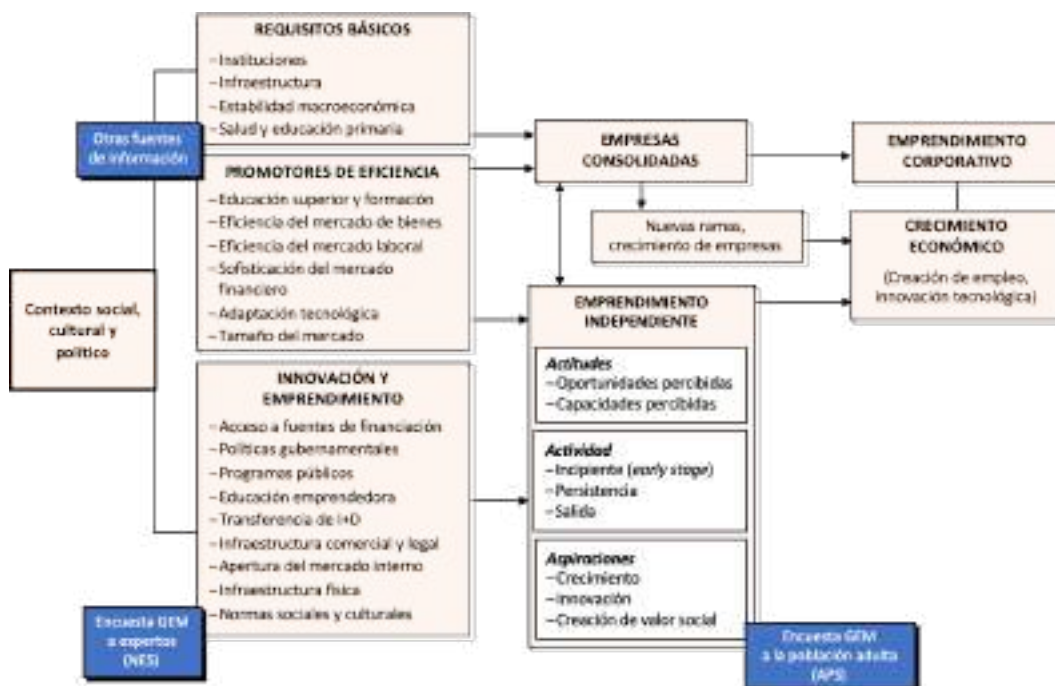 REQUISITOS BÁSICOS
–Instituciones
–Infraestructura
–Estabilidad macroeconómica
–Salud y educación primaria
Otras fuentes
de información
PROMOTORES DE EFICIENCIA
–Educación superior y formación
–Eficiencia del mercado de bienes
–Eficiencia del mercado laboral
–Sofisticación del mercado
financiero
–Adaptación tecnológica
–Tamaño del mercado
Contexto social,
cultural y
político
INNOVACIÓN Y
EMPRENDIMIENTO
–Acceso a fuentes de financiación
–Políticas gubernamentales
–Programas públicos
–Educación emprendedora
–Transferencia de I+D
–Infraestructura comercial y legal
–Apertura del mercado interno
–Infraestructura física
–Normas sociales y culturales
Encuesta GEM
a expertos
(NES)
EMPRESAS
CONSOLIDADAS
Nuevas ramas,
crecimiento de empresas
EMPRENDIMIENTO
INDEPENDIENTE
Actitudes
–Oportunidades percibidas
–Capacidades percibidas
Actividad
–Incipiente (early stage)
–Persistencia
–Salida
Aspiraciones
–Crecimiento
–Innovación
–Creación de valor social
Encuesta GEM
a la población adulta
(APS)
EMPRENDIMIENTO
CORPORATIVO
CRECIMIENTO
ECONÓMICO
(Creación de empleo,
innovación tecnológica)